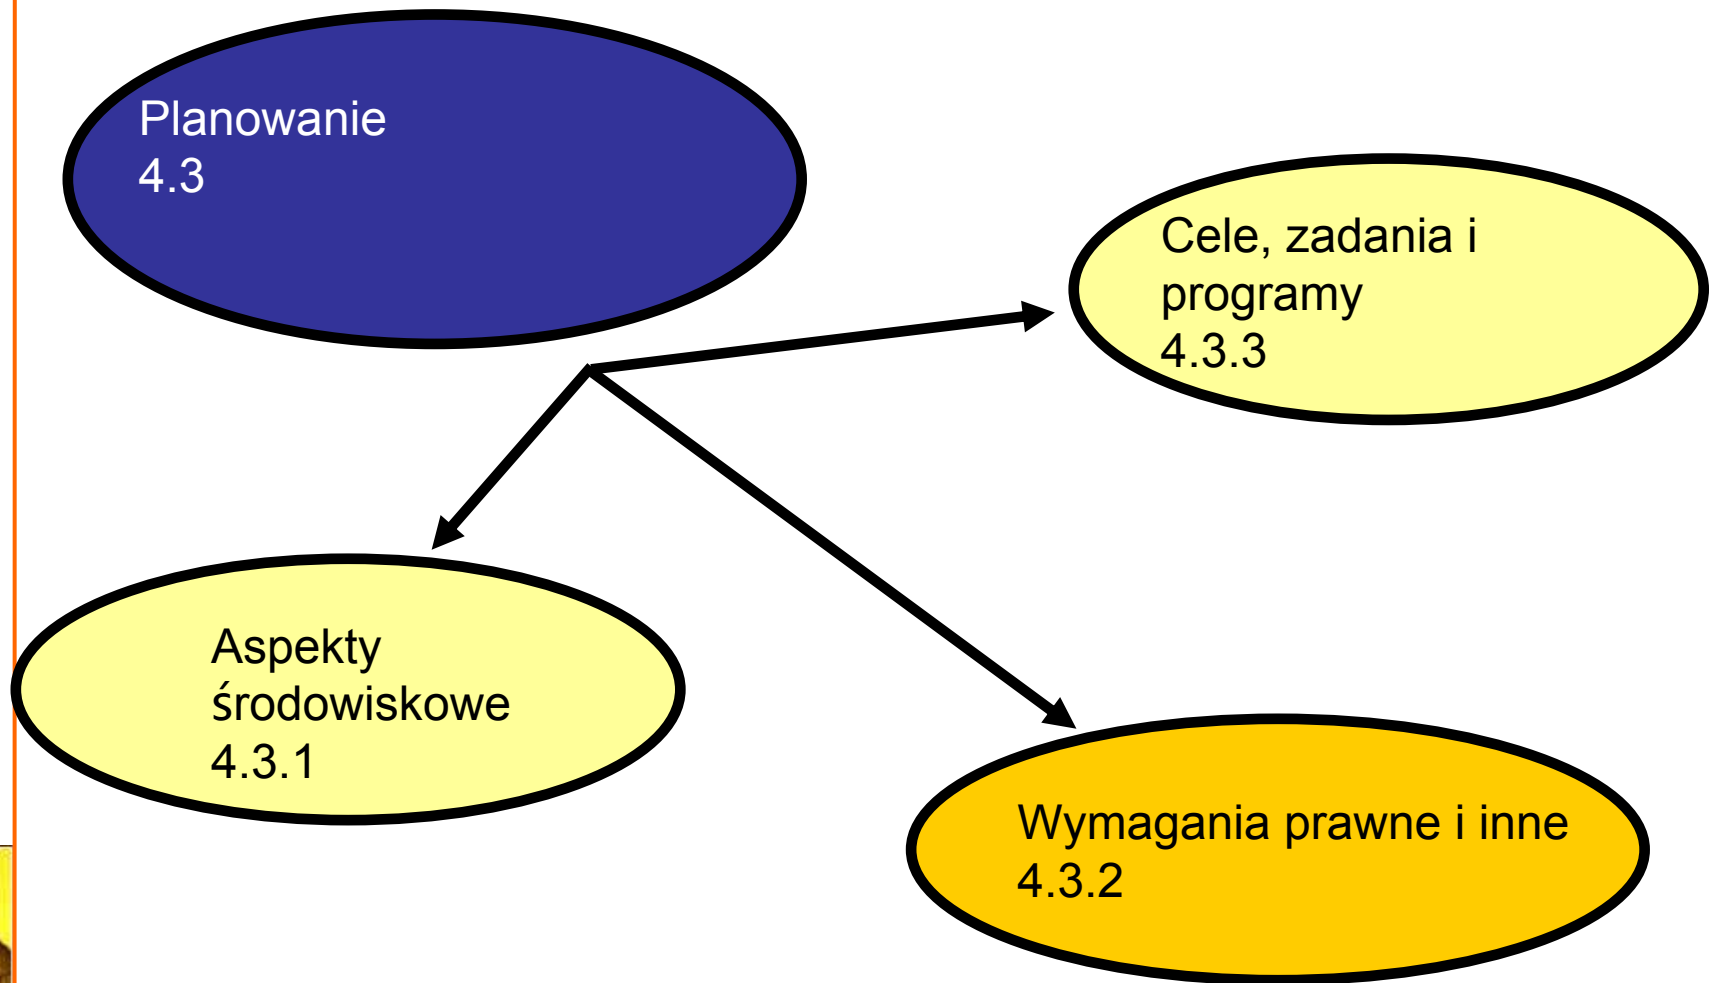 Planowanie
4.3
Cele, zadania i
programy
4.3.3
Aspekty
środowiskowe
4.3.1
Wymagania prawne i inne
4.3.2